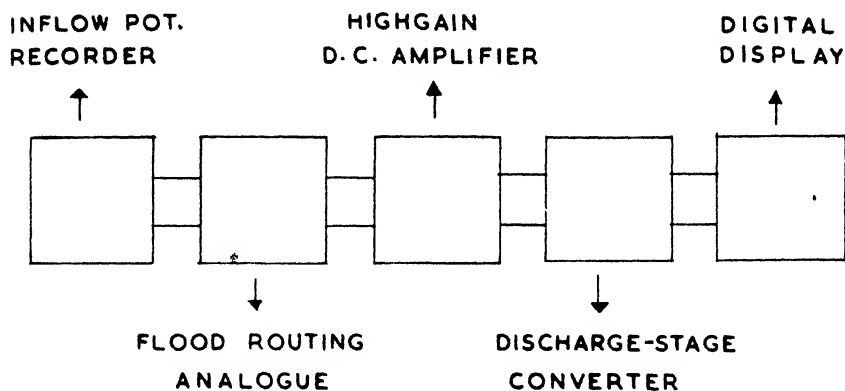 INFLOW POT.
RECORDER
HIGHGAIN
D.C. AMPLIFIER
DIGITAL
DISPLAY
FLOOD ROUTING
ANALOGUE
DISCHARGE-STAGE
CONVERTER